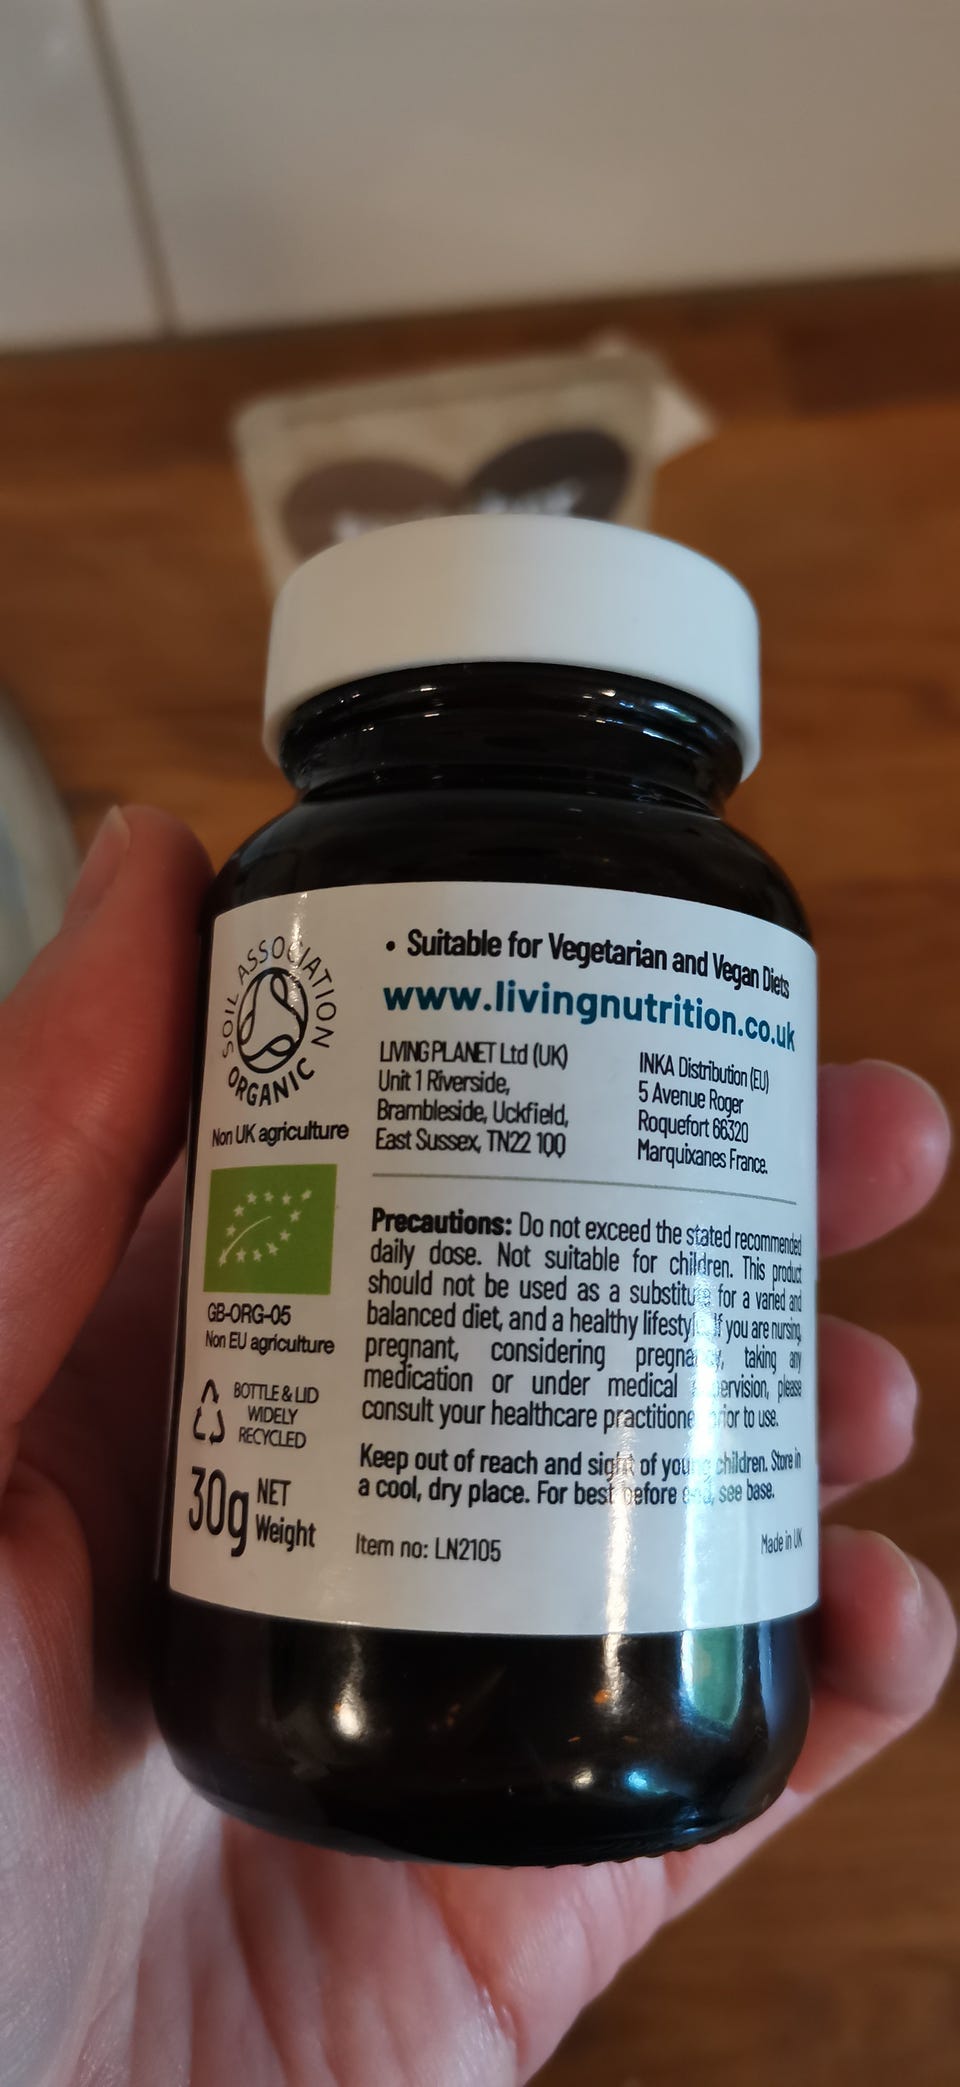 SOIL ASSOCIATION
ORGANIC
Non UK agriculture
GB-ORG-05
Non EU agriculture
BOTTLE & LID
WIDELY
RECYCLED
30g NET
Weight
• Suitable for Vegetarian and Vegan Diets
www.livingnutrition.co.uk
LIVING PLANET Ltd (UK)
Unit 1 Riverside,
Brambleside, Uckfield,
East Sussex, TN22 1QQ
INKA Distribution (EU)
5 Avenue Roger
Roquefort 66320
Marquixanes France.
Precautions: Do not exceed the stated recommended
daily dose. Not suitable for children. This product
should not be used as a substitute for a varied and
balanced diet, and a healthy lifestyle. If you are nursing,
pregnant, considering pregnancy, taking any
medication or under medical supervision, please
consult your healthcare practitioner prior to use.
Keep out of reach and sight of young children. Store in
a cool, dry place. For best before end, see base.
Item no: LN2105
Made in UK